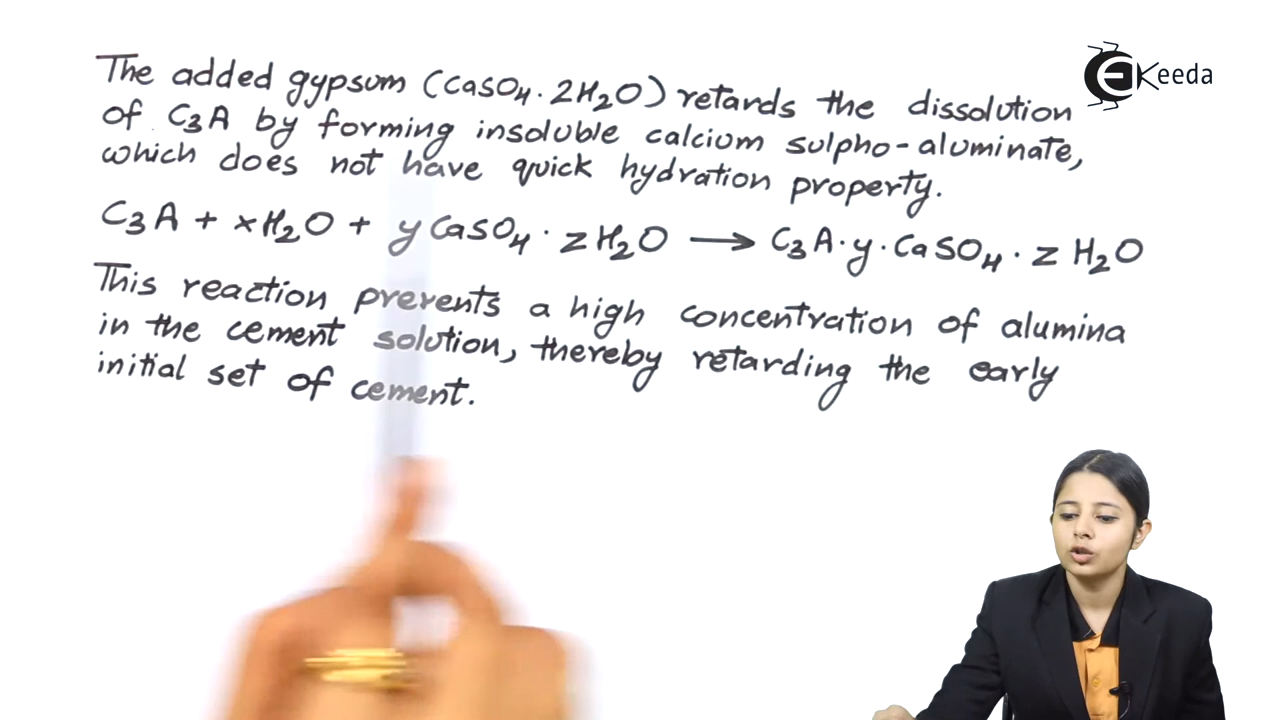 The added gypsum (CaSO4 · 2H2O) retards the dissolution
of C3A by forming insoluble calcium sulpho-aluminate,
which does not have quick hydration property.
C3A + xH2O + y CaSO4 · zH2O → C3A·y·CaSO4 · z H2O
This reaction prevents a high concentration of alumina
in the cement solution, thereby retarding the early
initial set of cement.
EKeeda